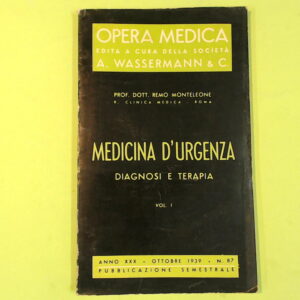 OPERA MEDICA
EDITA A CURA DELLA SOCIETÀ
A. WASSERMANN & C.
PROF. DOTT. REMO MONTELEONE
R. CLINICA MEDICA - ROMA
MEDICINA D'URGENZA
DIAGNOSI E TERAPIA
VOL. I
ANNO XXX - OTTOBRE 1939 - N. 87
PUBBLICAZIONE SEMESTRALE